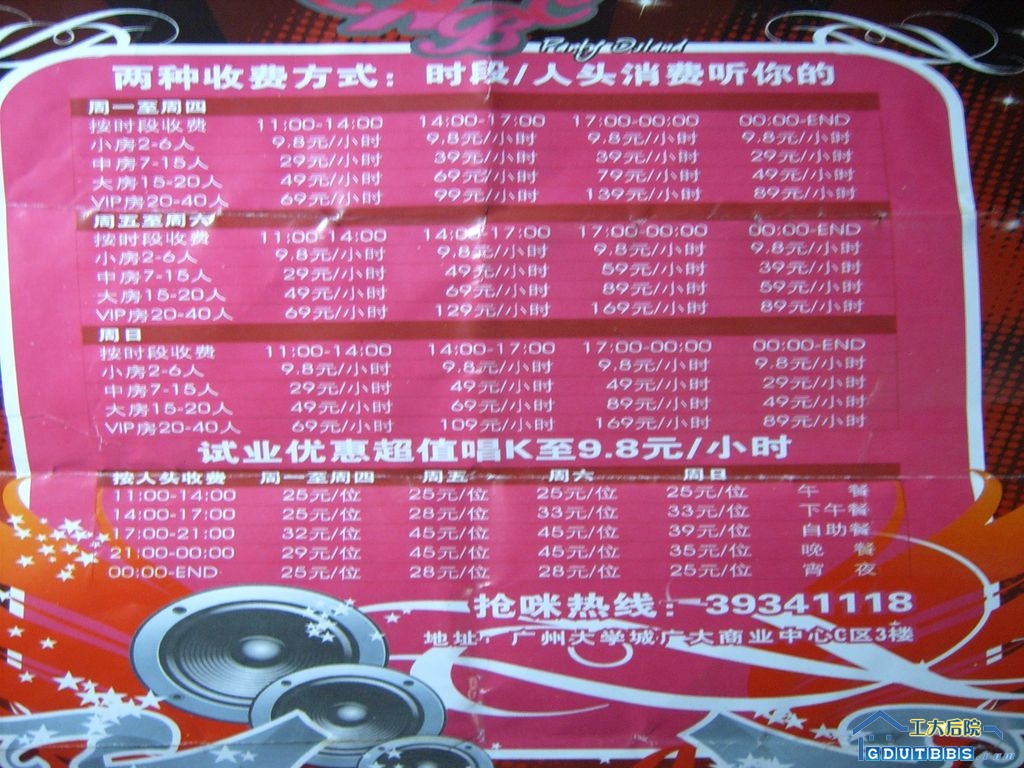 两种收费方式：时段/人头消费听你的
周一至周四
按时段收费 11:00-14:00 14:00-17:00 17:00-00:00 00:00-END
小房2-6人 9.8元/小时 9.8元/小时 9.8元/小时 9.8元/小时
中房7-15人 29元/小时 39元/小时 39元/小时 29元/小时
大房15-20人 49元/小时 69元/小时 79元/小时 49元/小时
VIP房20-40人 69元/小时 99元/小时 139元/小时 89元/小时
周五至周六
按时段收费 11:00-14:00 14:00-17:00 17:00-00:00 00:00-END
小房2-6人 9.8元/小时 9.8元/小时 9.8元/小时 9.8元/小时
中房7-15人 29元/小时 49元/小时 59元/小时 39元/小时
大房15-20人 49元/小时 69元/小时 89元/小时 59元/小时
VIP房20-40人 69元/小时 129元/小时 169元/小时 89元/小时
周日
按时段收费 11:00-14:00 14:00-17:00 17:00-00:00 00:00-END
小房2-6人 9.8元/小时 9.8元/小时 9.8元/小时 9.8元/小时
中房7-15人 29元/小时 49元/小时 49元/小时 29元/小时
大房15-20人 49元/小时 69元/小时 89元/小时 49元/小时
VIP房20-40人 69元/小时 109元/小时 169元/小时 89元/小时
试业优惠超值唱K至9.8元/小时
按人头收费 周一至周四 周五 周六 周日
11:00-14:00 25元/位 25元/位 25元/位 25元/位 午 餐
14:00-17:00 25元/位 28元/位 33元/位 33元/位 下午餐
17:00-21:00 32元/位 45元/位 45元/位 39元/位 自助餐
21:00-00:00 29元/位 45元/位 45元/位 35元/位 晚 餐
00:00-END 25元/位 28元/位 28元/位 25元/位 宵 夜
抢咪热线：39341118
地址：广州大学城广大商业中心C区3楼
工大后院
GDUTBBS.com